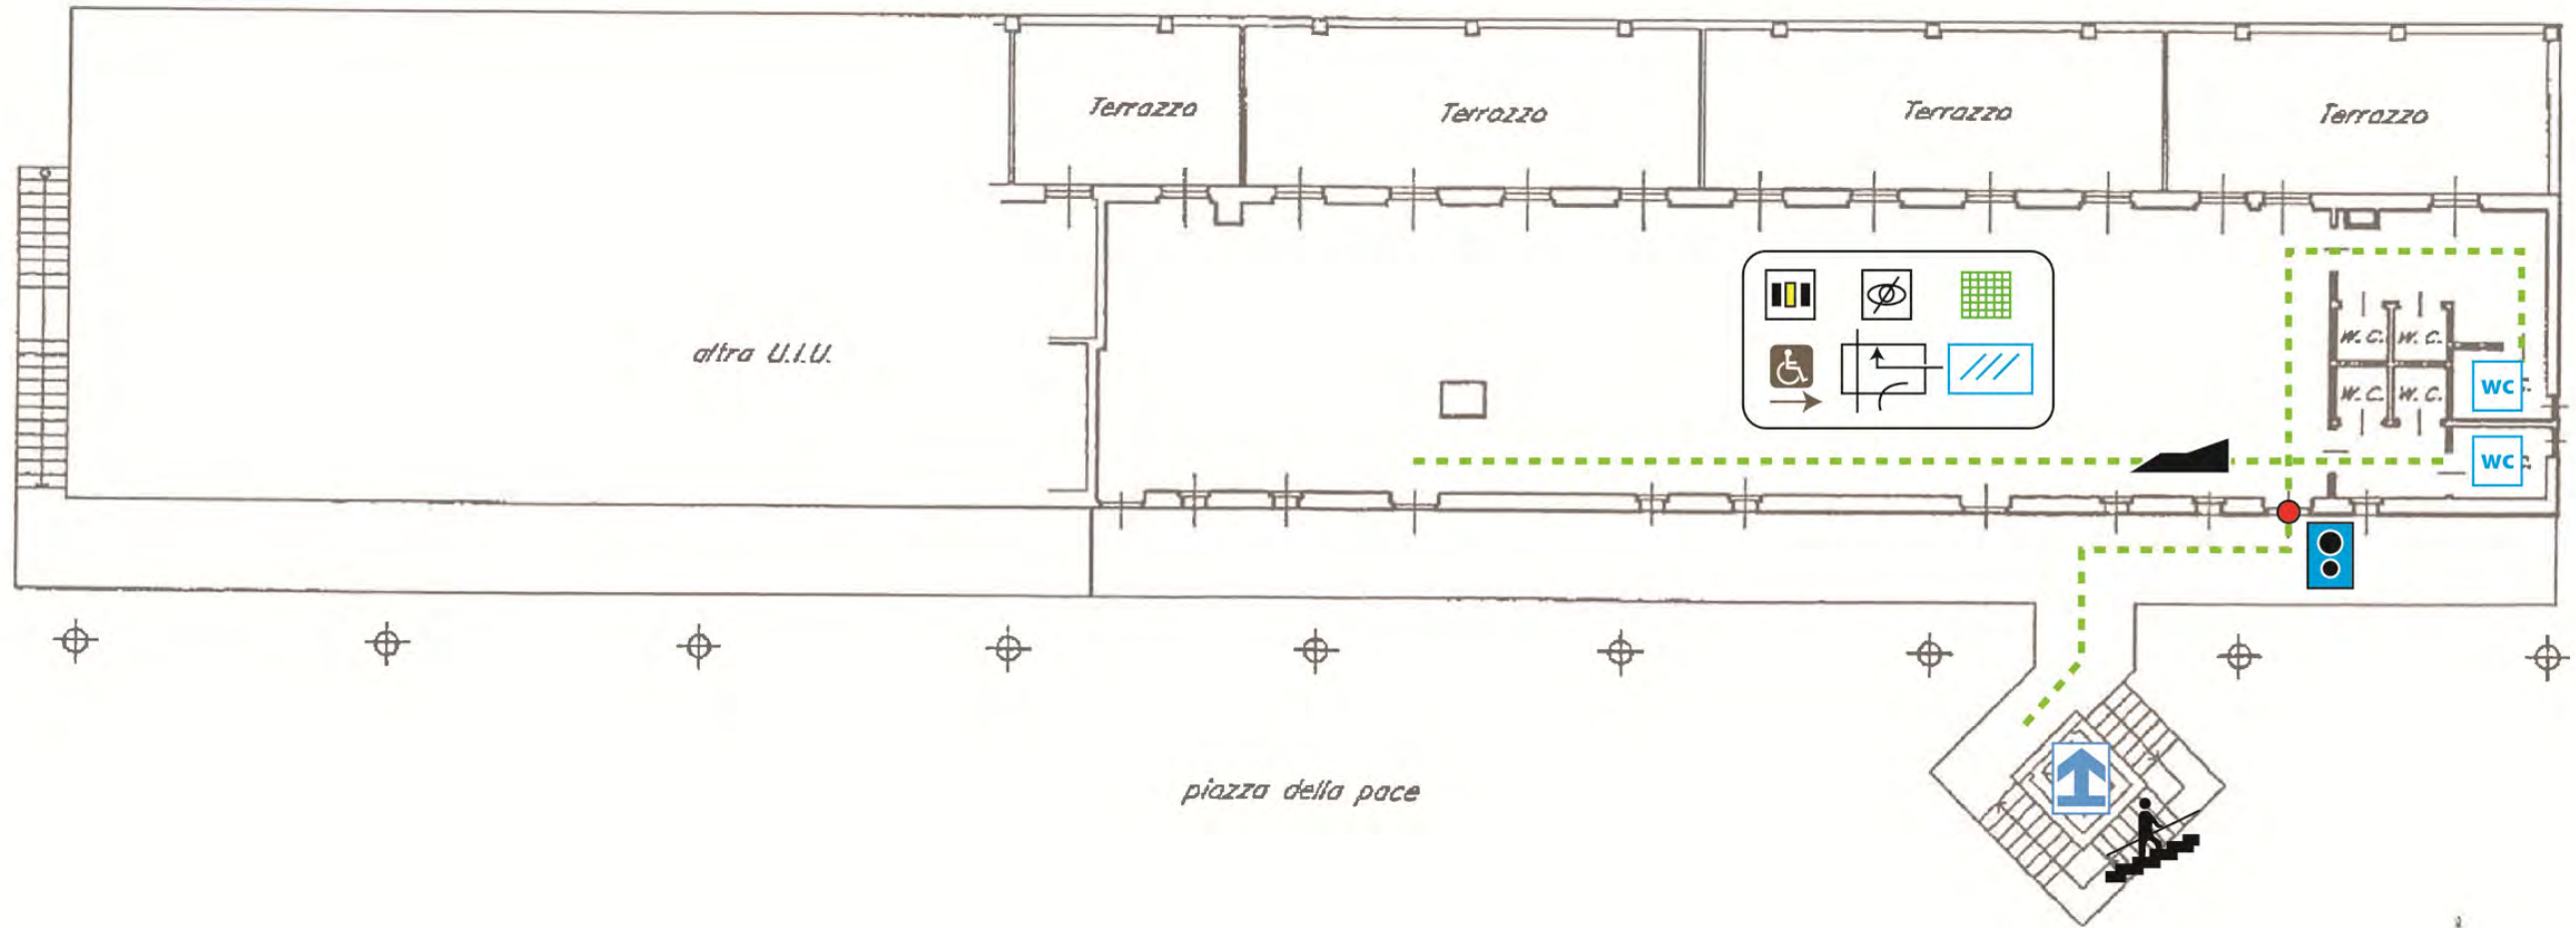 Terrazzo
Terrazzo
Terrazzo
Terrazzo
altra U.I.U.
W.C.
W.C.
W.C.
W.C.
WC
WC
piazza della pace